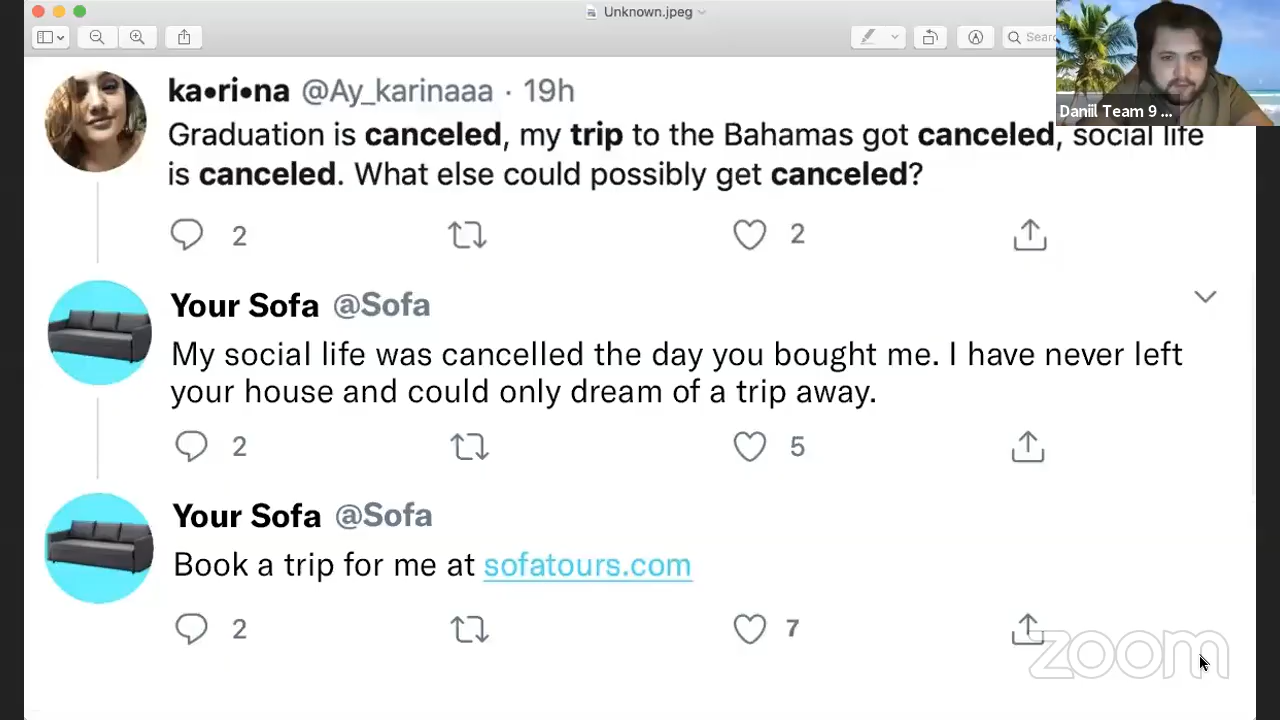 Unknown.jpeg
Daniil Team 9 ...
ka•ri•na @Ay_karinaaa · 19h
Graduation is canceled, my trip to the Bahamas got canceled, social life
is canceled. What else could possibly get canceled?
2 2
Your Sofa @Sofa
My social life was cancelled the day you bought me. I have never left
your house and could only dream of a trip away.
2 5
Your Sofa @Sofa
Book a trip for me at sofatours.com
2 7
zoom